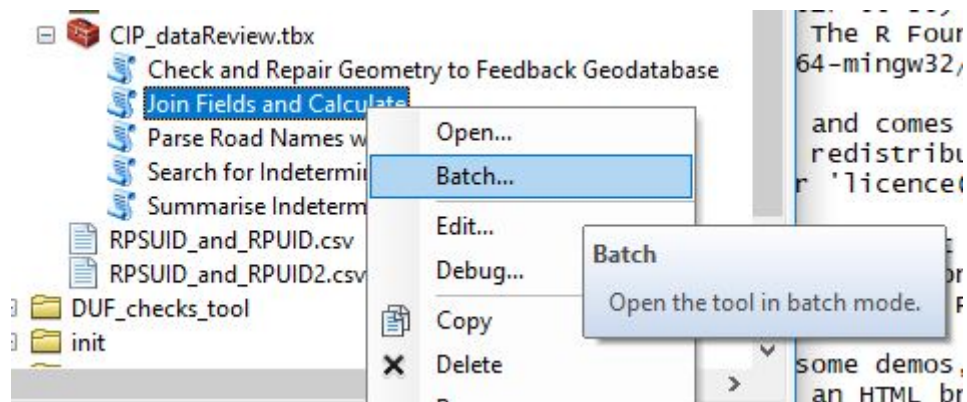 CIP_dataReview.tbx
Check and Repair Geometry to Feedback Geodatabase
Join Fields and Calculate
Parse Road Names w
Search for Indetermi
Summarise Indeterm
RPSUID_and_RPUID.csv
RPSUID_and_RPUID2.csv
DUF_checks_tool
init
Open...
Batch...
Edit...
Debug...
Copy
Delete
Batch
Open the tool in batch mode.
The R Four
64-mingw32/
and comes
redistribu
r 'licence(
some demos,
an HTML br